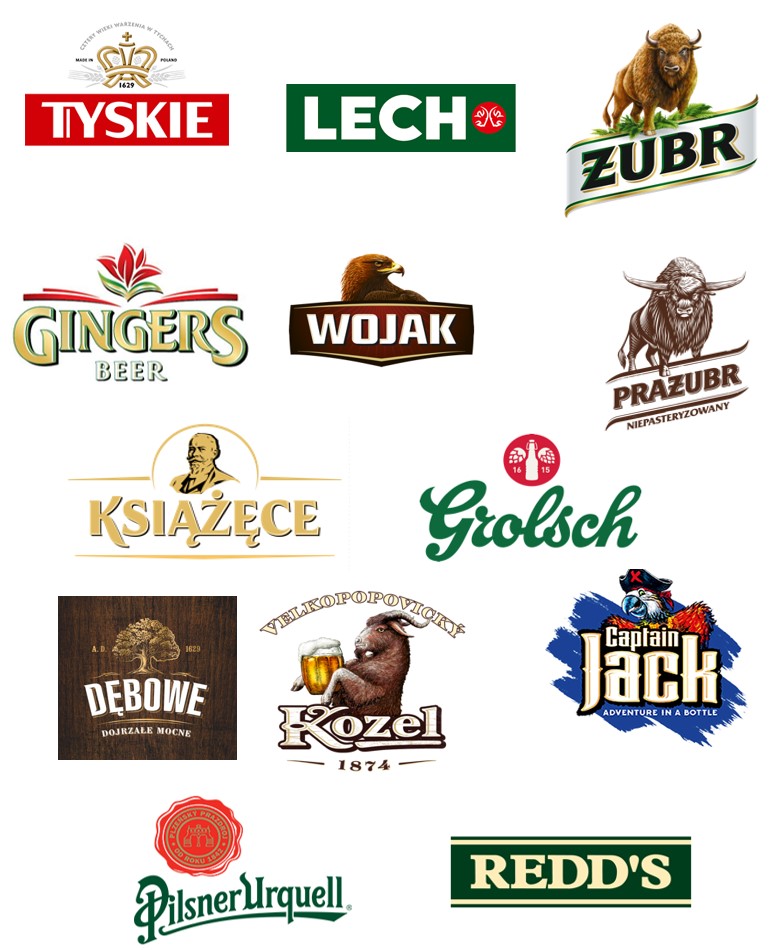 CZTERY WIEKI WARZENIA W TYCHACH
MADE IN POLAND
1629
TYSKIE
LECH
ŻUBR
GINGERS
BEER
WOJAK
PRAŻUBR
NIEPASTERYZOWANY
KSIĄŻĘCE
16 15
Grolsch
A.D. 1629
DĘBOWE
DOJRZAŁE MOCNE
VELKOPOPOVICKÝ
Kozel
1874
Captain
Jack
ADVENTURE IN A BOTTLE
PLZEŇSKÝ PRAZDROJ
OD ROKU 1842
Pilsner Urquell®
REDD'S